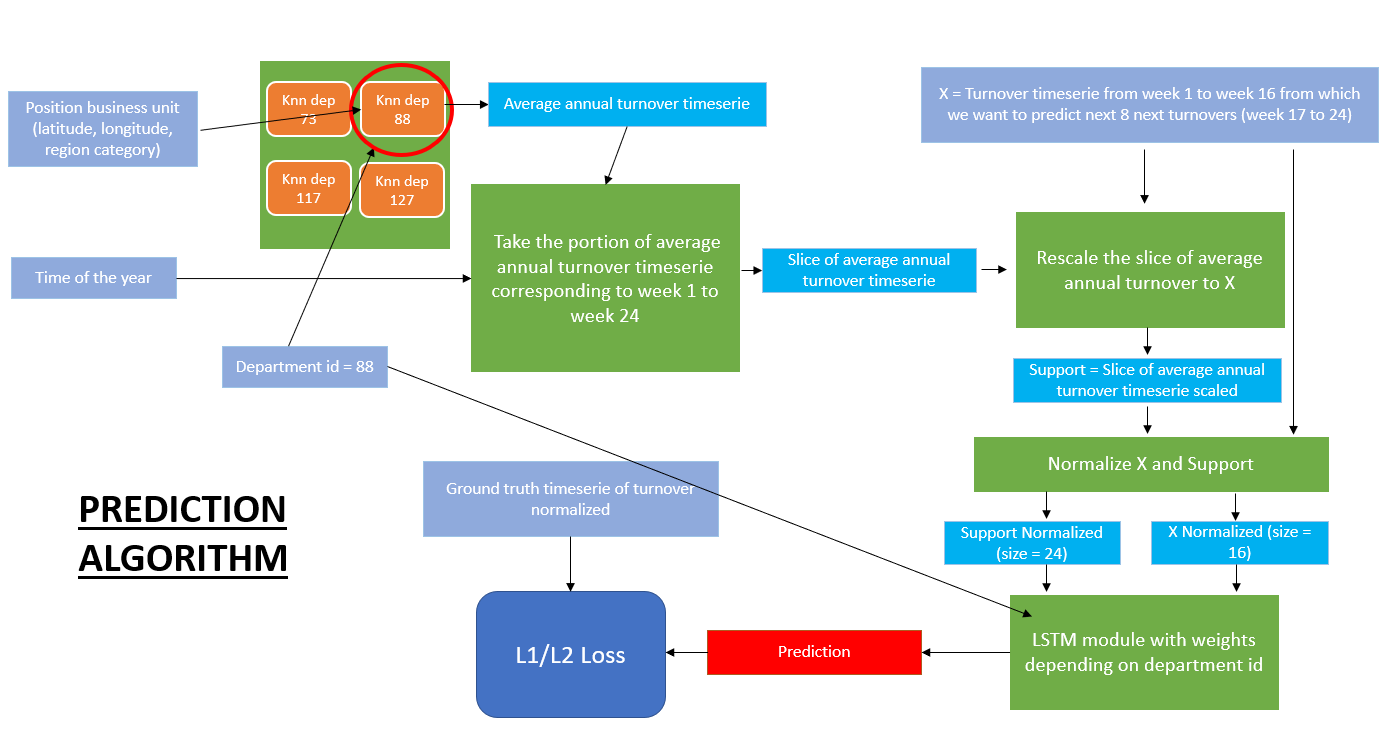 Position business unit
(latitude, longitude,
region category)
Knn dep
73
Knn dep
88
Knn dep
117
Knn dep
127
Average annual turnover timeserie
X = Turnover timeserie from week 1 to week 16 from which
we want to predict next 8 next turnovers (week 17 to 24)
Time of the year
Take the portion of average
annual turnover timeserie
corresponding to week 1 to
week 24
Slice of average annual
turnover timeserie
Rescale the slice of average
annual turnover to X
Department id = 88
Support = Slice of average annual
turnover timeserie scaled
Normalize X and Support
Ground truth timeserie of turnover
normalized
Support Normalized
(size = 24)
X Normalized (size =
16)
PREDICTION
ALGORITHM
L1/L2 Loss
Prediction
LSTM module with weights
depending on department id